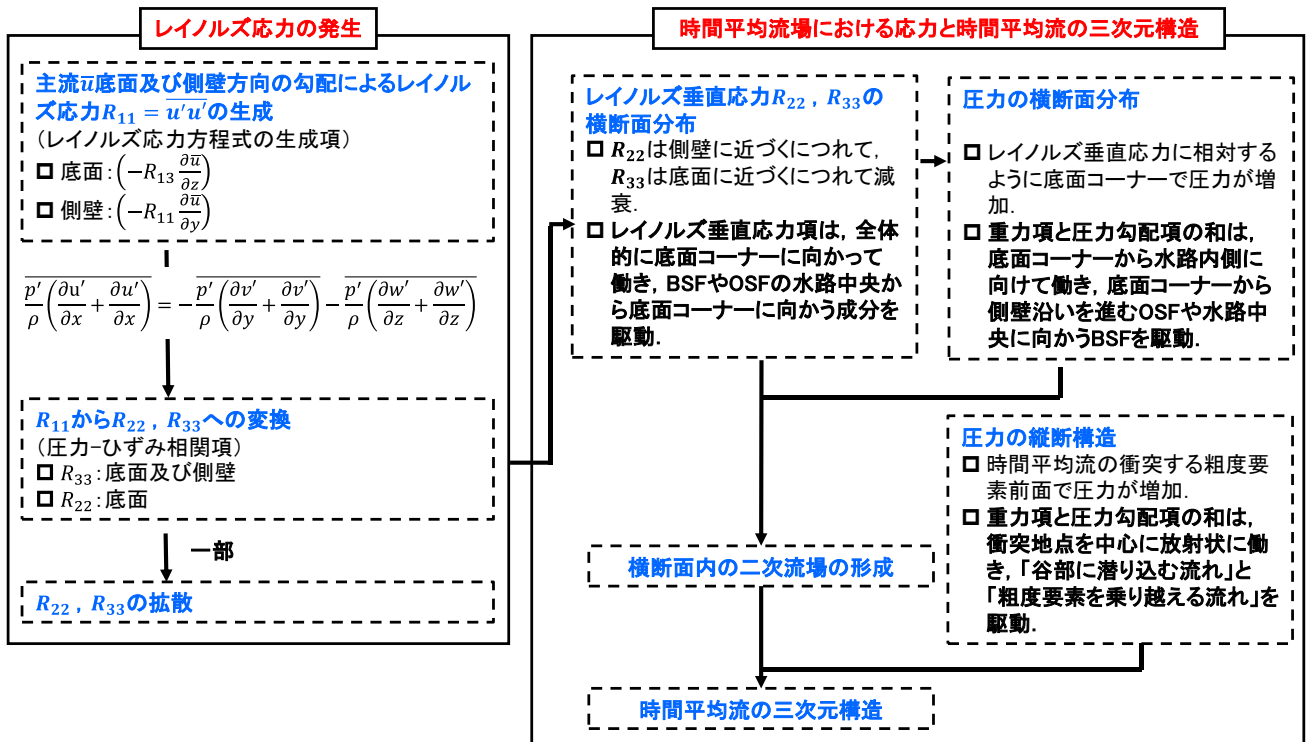 レイノルズ応力の発生
主流u̅底面及び側壁方向の勾配によるレイノル
ズ応力R₁₁ = \overline{u′u′}の生成
(レイノルズ応力方程式の生成項)
底面:(−R₁₃ ∂u̅/∂z)
側壁:(−R₁₁ ∂u̅/∂y)
\overline{p′/ρ (∂u′/∂x + ∂u′/∂x)} = −\overline{p′/ρ (∂v′/∂y + ∂v′/∂y)} − \overline{p′/ρ (∂w′/∂z + ∂w′/∂z)}
R₁₁からR₂₂, R₃₃への変換
(圧力-ひずみ相関項)
R₃₃:底面及び側壁
R₂₂:底面
一部
R₂₂, R₃₃の拡散
時間平均流場における応力と時間平均流の三次元構造
レイノルズ垂直応力R₂₂, R₃₃の
横断面分布
R₂₂は側壁に近づくにつれて,
R₃₃は底面に近づくにつれて減
衰.
レイノルズ垂直応力項は,全体
的に底面コーナーに向かって
働き,BSFやOSFの水路中央か
ら底面コーナーに向かう成分を
駆動.
圧力の横断面分布
レイノルズ垂直応力に相対する
ように底面コーナーで圧力が増
加.
重力項と圧力勾配項の和は,
底面コーナーから水路内側に
向けて働き,底面コーナーから
側壁沿いを進むOSFや水路中
央に向かうBSFを駆動.
圧力の縦断構造
時間平均流の衝突する粗度要
素前面で圧力が増加.
重力項と圧力勾配項の和は,
衝突地点を中心に放射状に働
き,「谷部に潜り込む流れ」と
「粗度要素を乗り越える流れ」を
駆動.
横断面内の二次流場の形成
時間平均流の三次元構造